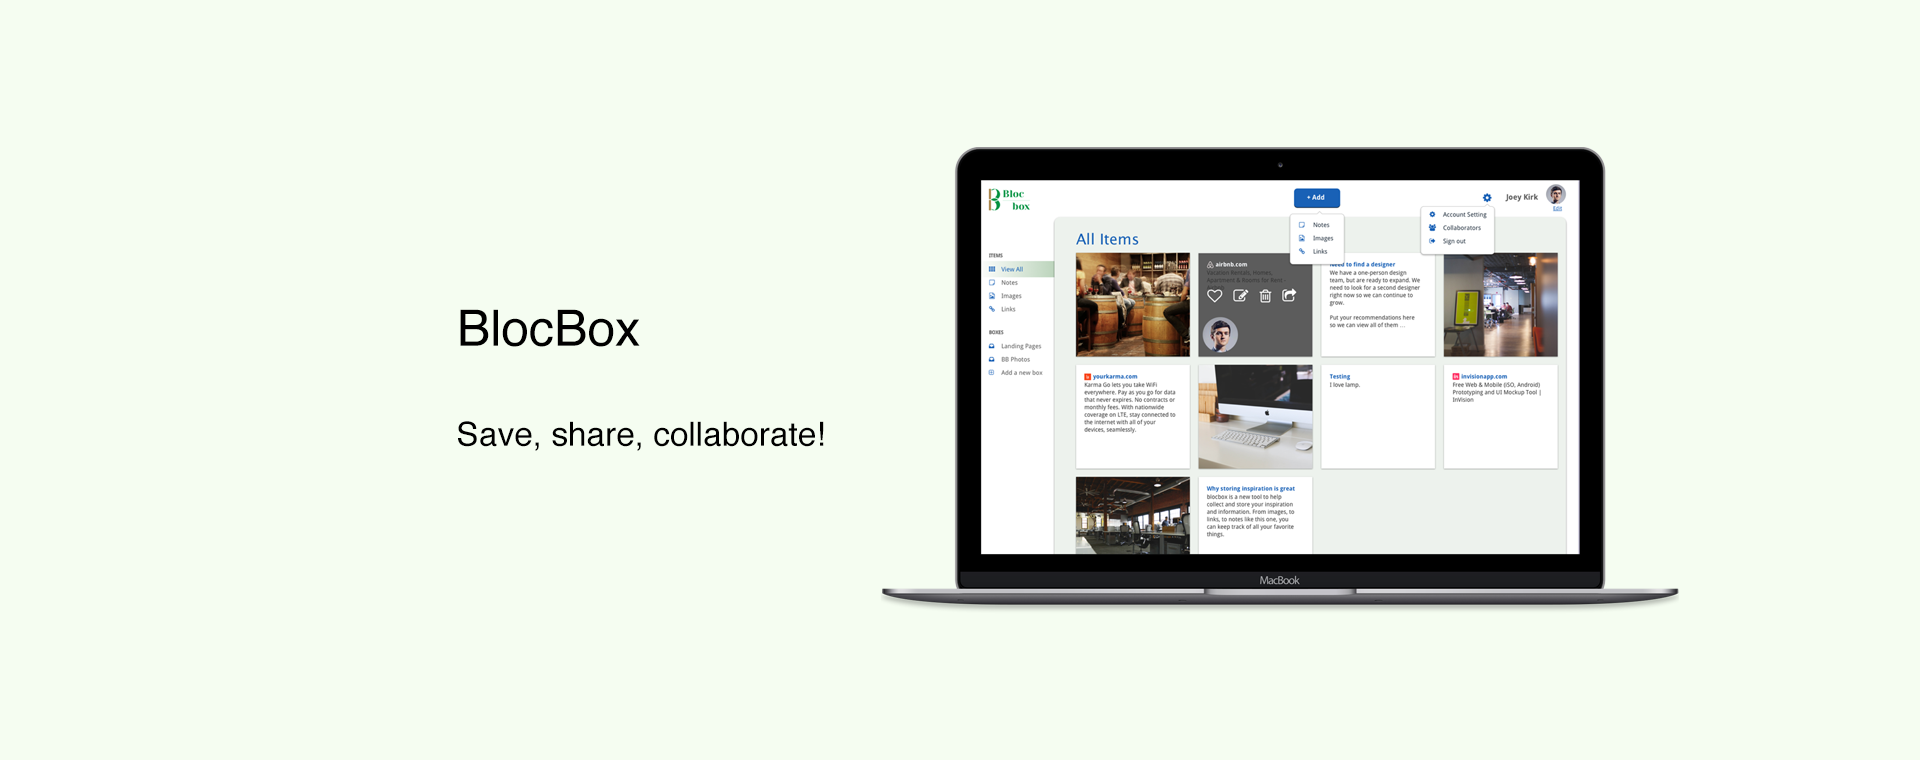 BlocBox
Save, share, collaborate!
Bloc
box
+ Add
Joey Kirk
Edit
Notes
Images
Links
Account Setting
Collaborators
Sign out
ITEMS
View All
Notes
Images
Links
BOXES
Landing Pages
BB Photos
Add a new box
All Items
airbnb.com
Vacation Rentals, Homes,
Apartment & Rooms for Rent -
Need to find a designer
We have a one-person design
team, but are ready to expand. We
need to look for a second designer
right now so we can continue to
grow.
Put your recommendations here
so we can view all of them ...
yourkarma.com
Karma Go lets you take WiFi
everywhere. Pay as you go for data
that never expires. No contracts or
monthly fees. With nationwide
coverage on LTE, stay connected to
the internet with all of your
devices, seamlessly.
Testing
I love lamp.
invisionapp.com
Free Web & Mobile (iSO, Android)
Prototyping and UI Mockup Tool |
InVision
Why storing inspiration is great
blocbox is a new tool to help
collect and store your inspiration
and information. From images, to
links, to notes like this one, you
can keep track of all your favorite
things.
MacBook